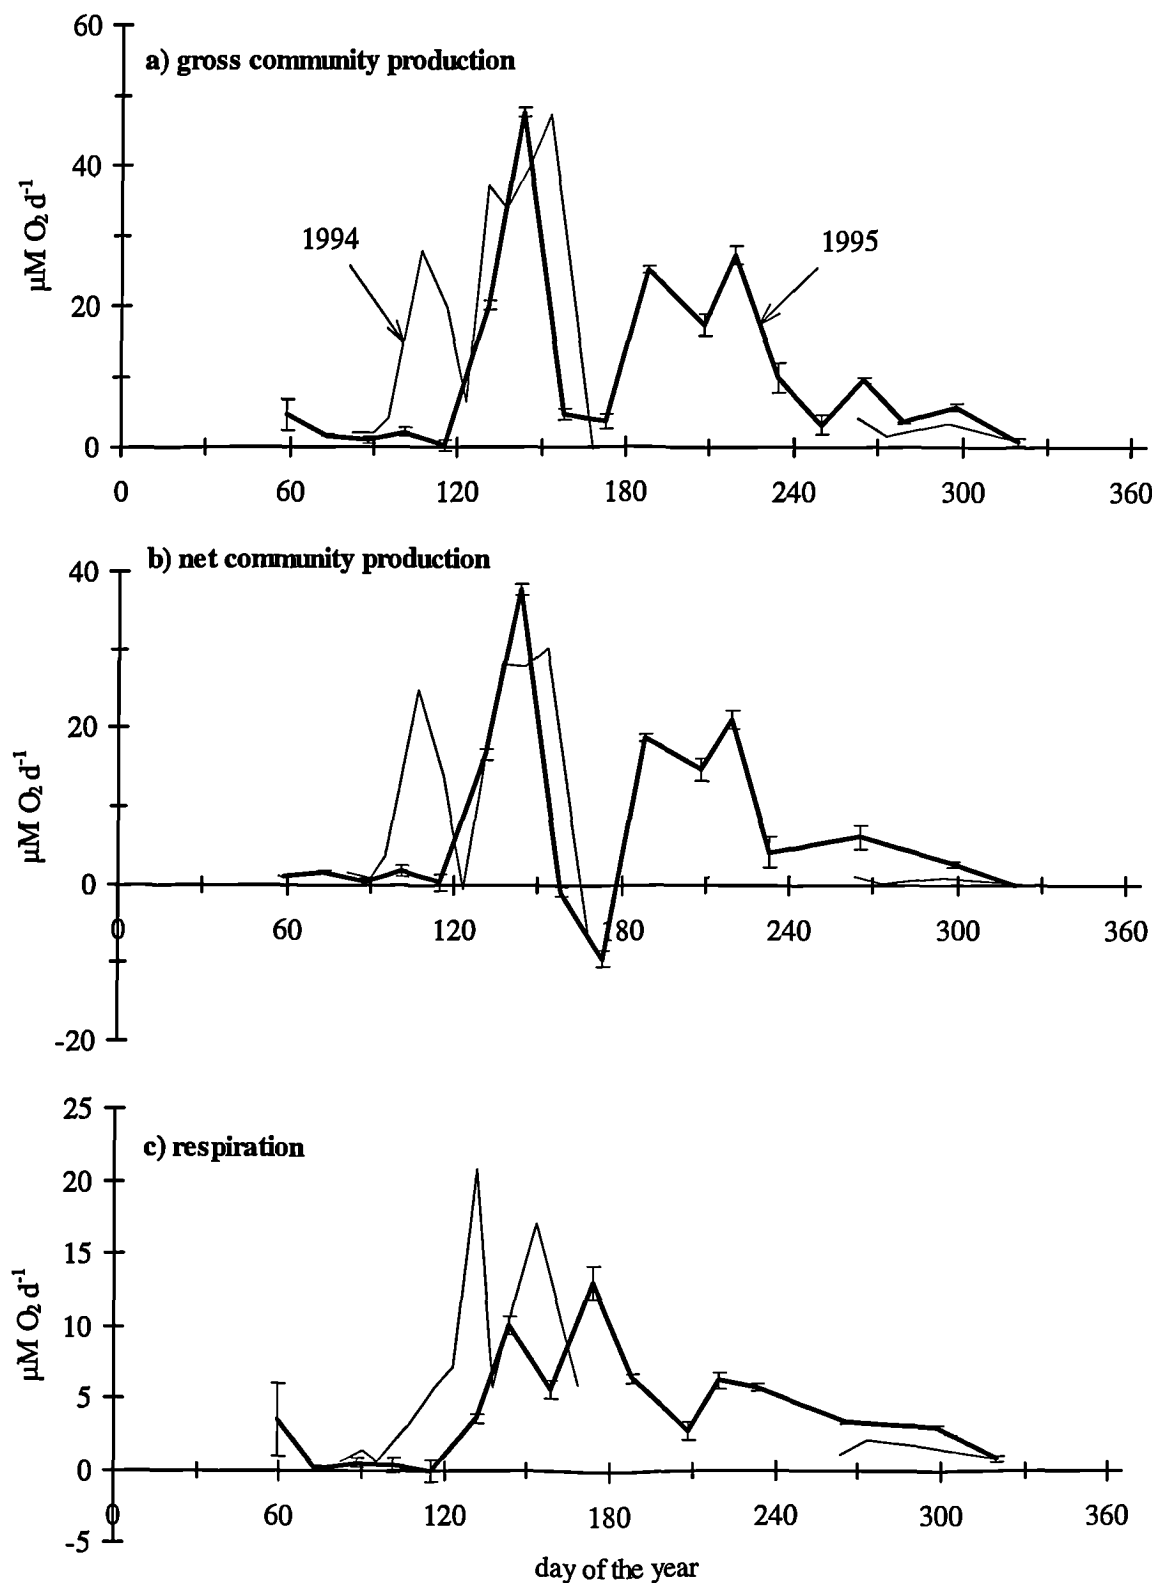 a) gross community production
60
40
20
0
µM O₂ d⁻¹
1994
1995
0 60 120 180 240 300 360
b) net community production
40
20
0
-20
µM O₂ d⁻¹
0 60 120 180 240 300 360
c) respiration
25
20
15
10
5
0
-5
µM O₂ d⁻¹
0 60 120 180 240 300 360
day of the year